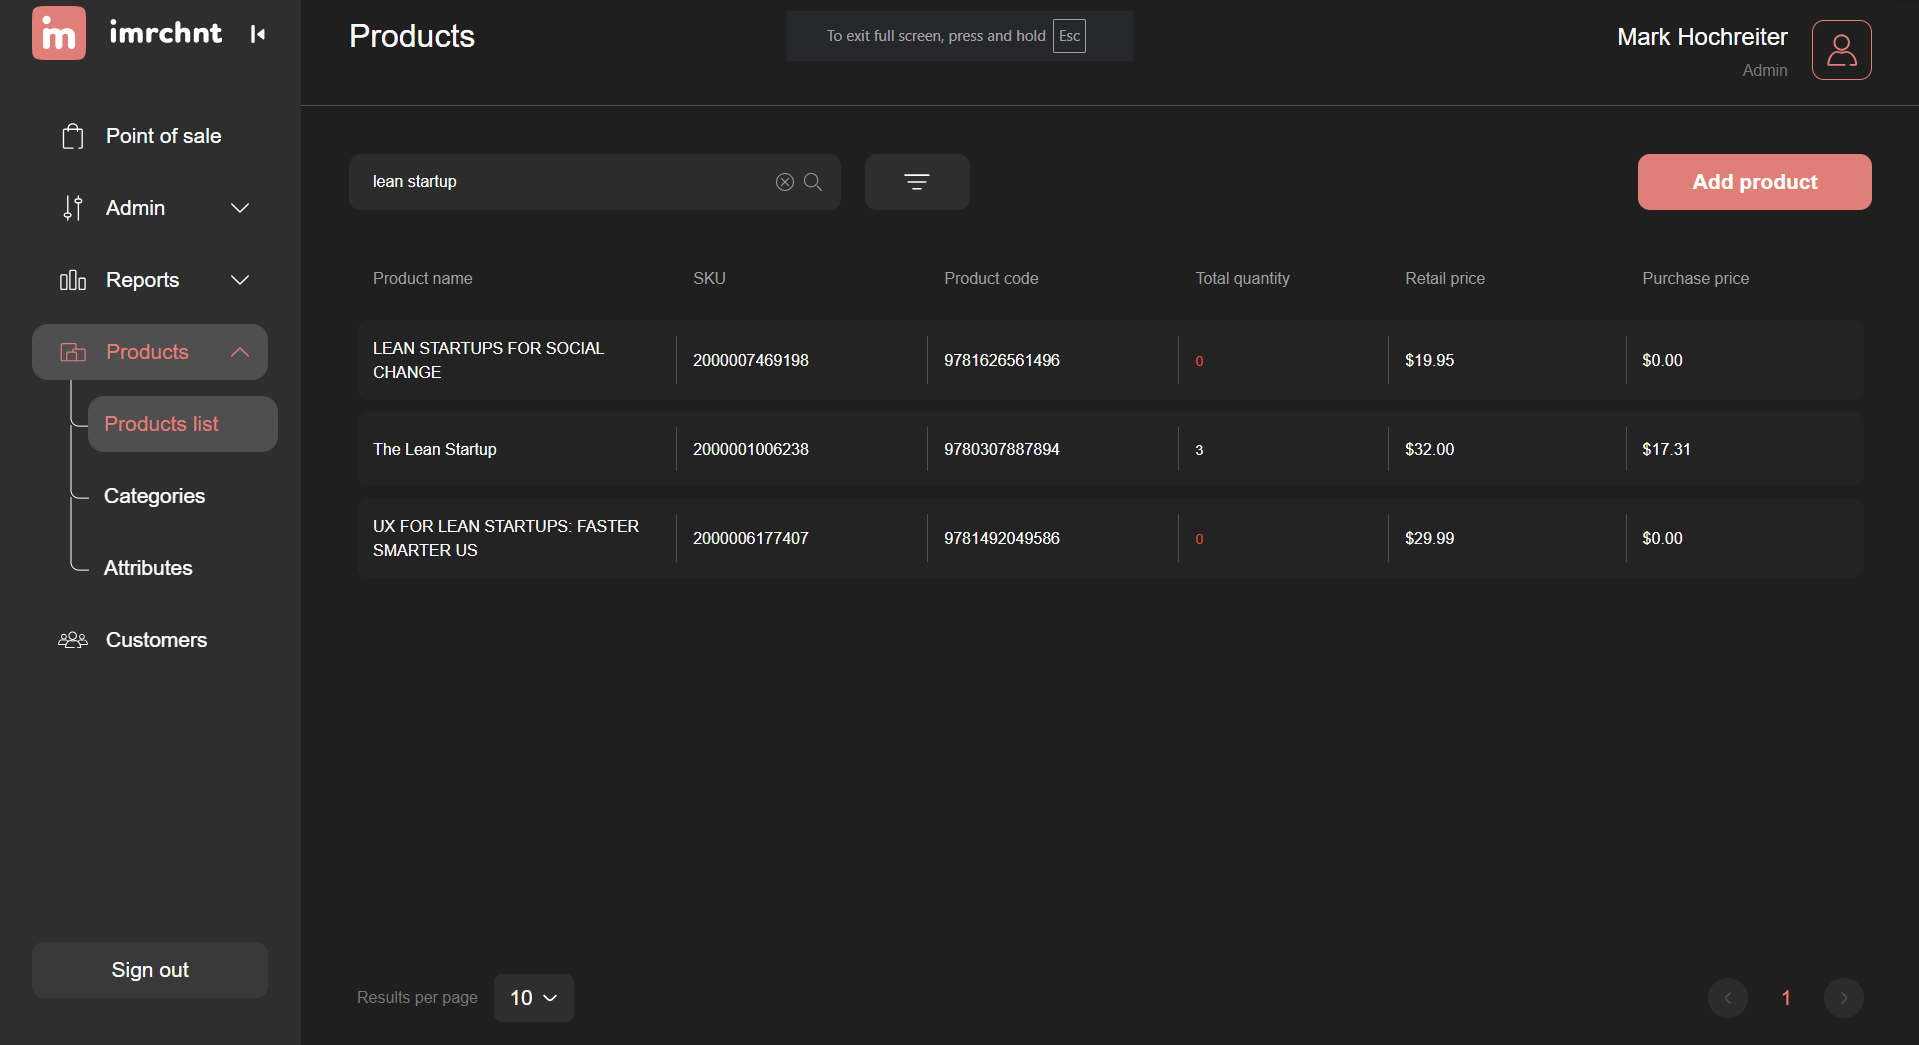 im imrchnt
Products
To exit full screen, press and hold Esc
Mark Hochreiter
Admin
Point of sale
Admin
Reports
Products
Products list
Categories
Attributes
Customers
Sign out
lean startup
Add product
Product name SKU Product code Total quantity Retail price Purchase price
LEAN STARTUPS FOR SOCIAL
CHANGE
2000007469198 9781626561496 0 $19.95 $0.00
The Lean Startup 2000001006238 9780307887894 3 $32.00 $17.31
UX FOR LEAN STARTUPS: FASTER
SMARTER US
2000006177407 9781492049586 0 $29.99 $0.00
Results per page 10
1